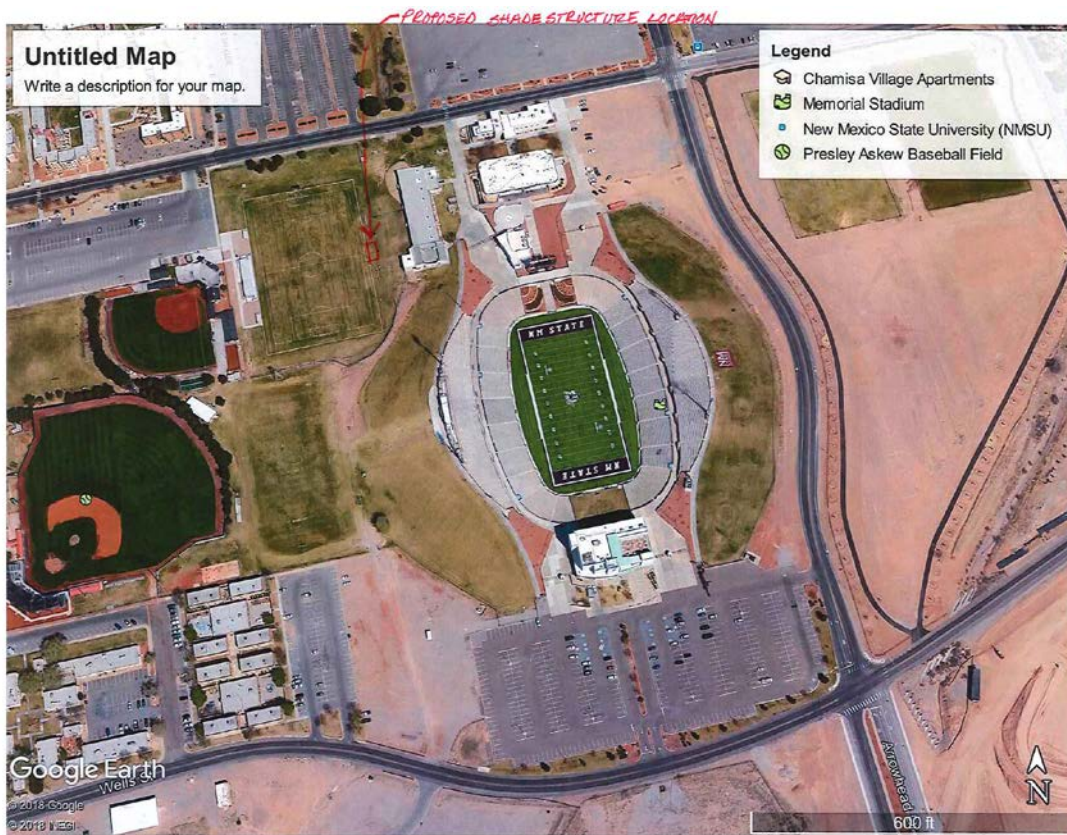 PROPOSED SHADE STRUCTURE LOCATION
Untitled Map
Write a description for your map.
Legend
Chamisa Village Apartments
Memorial Stadium
New Mexico State University (NMSU)
Presley Askew Baseball Field
NM STATE
NM STATE
Google Earth
Wells St
© 2018 Google
© 2018 INEGI
Arrowhead
N
600 ft